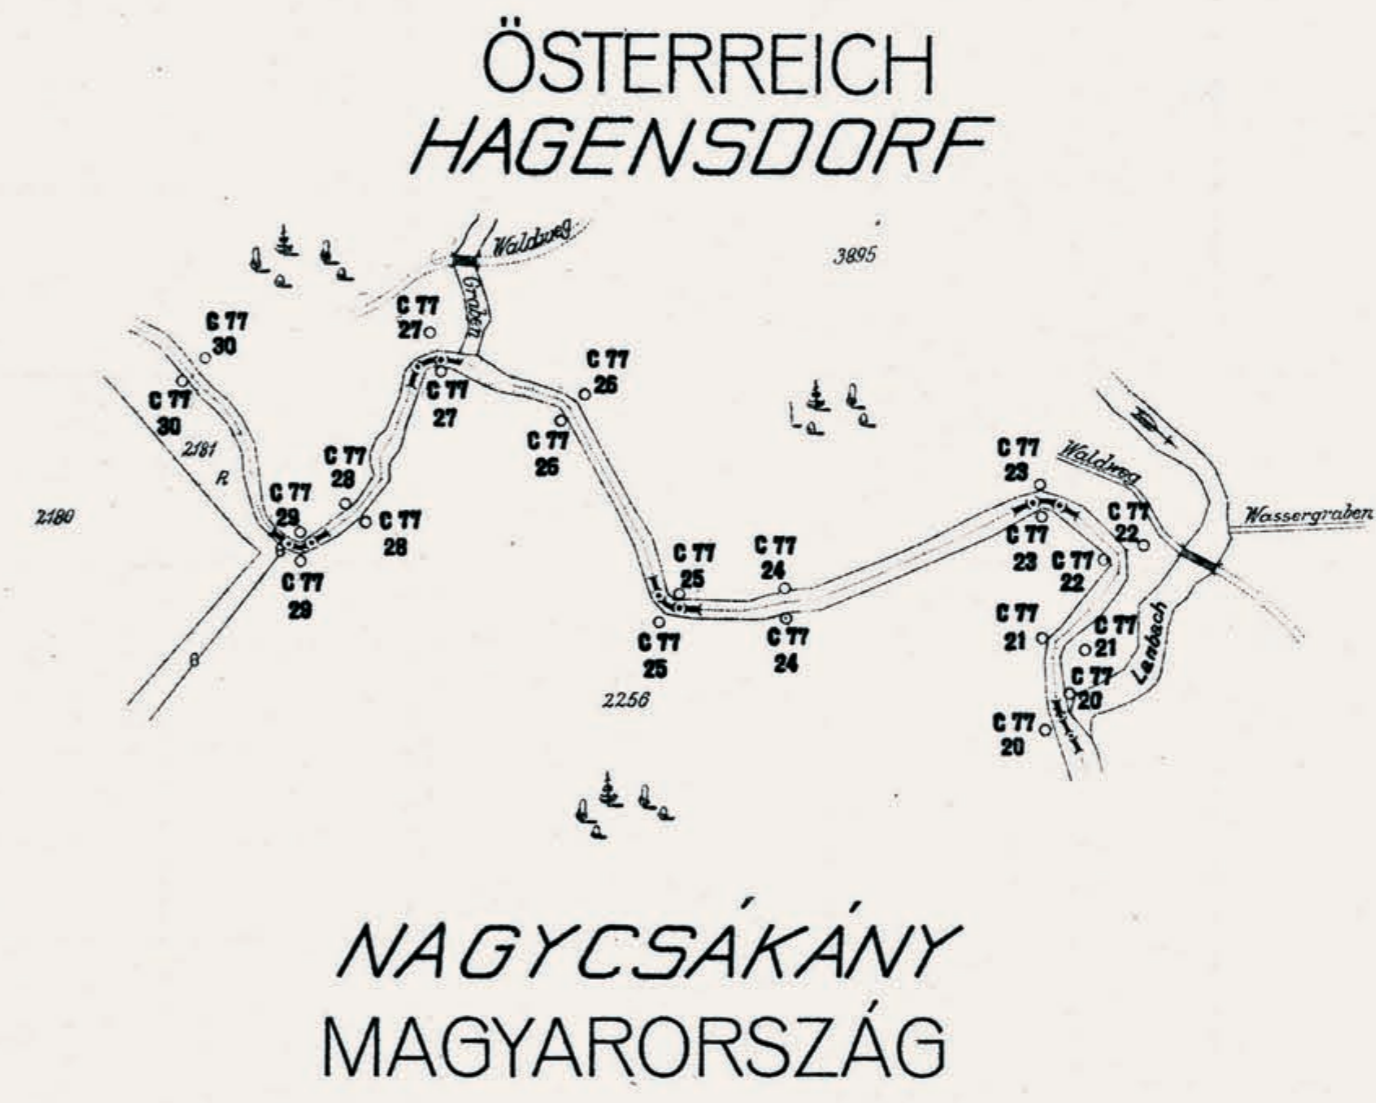 ÖSTERREICH
HAGENSDORF
Waldweg
3895
Graben
C 77
27
C 77
30
C 77
26
C 77
30
C 77
27
2181
R.
C 77
26
C 77
28
C 77
23
Waldweg
C 77
29
2180
C 77
28
C 77
22
Wassergraben
C 77
23
C 77
25
C 77
24
C 77
22
C 77
29
C 77
21
C 77
21
Lanbach
C 77
25
C 77
24
C 77
20
2256
C 77
20
NAGYCSÁKÁNY
MAGYARORSZÁG